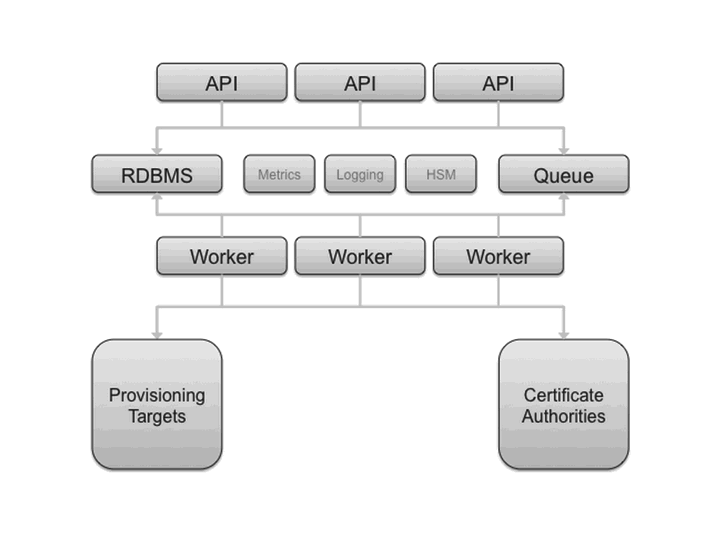 API
API
API
RDBMS
Metrics
Logging
HSM
Queue
Worker
Worker
Worker
Provisioning
Targets
Certificate
Authorities